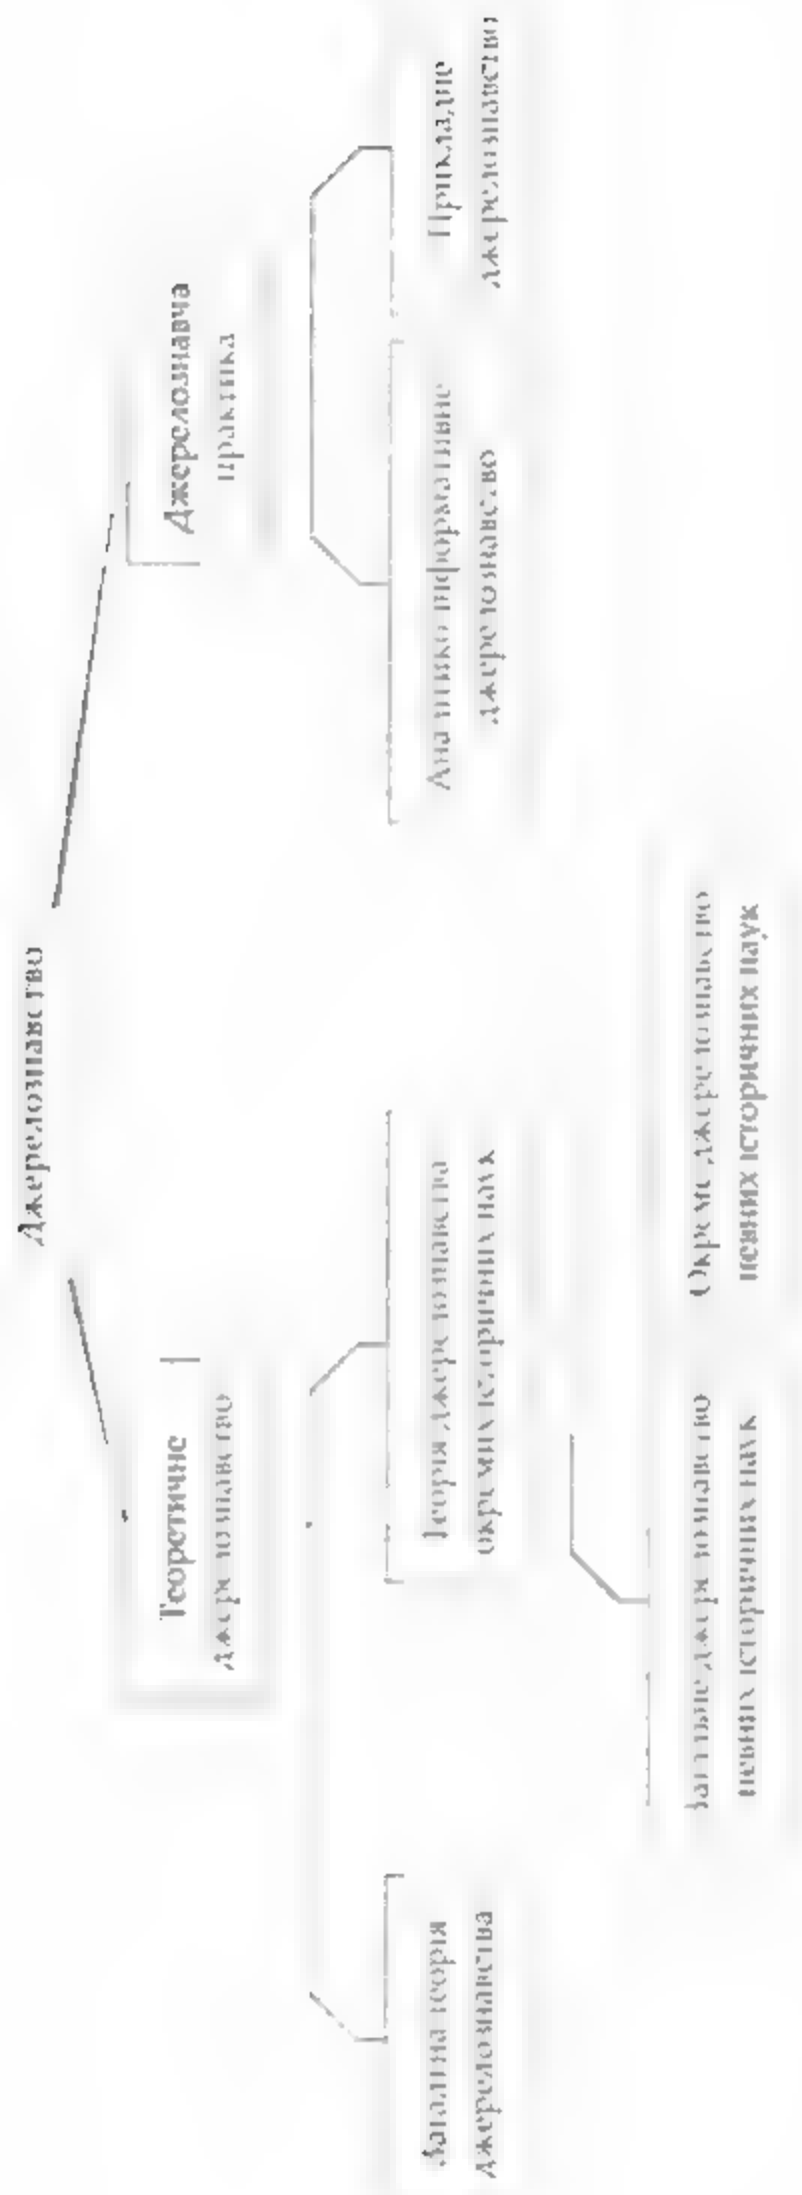 Джерелознавство
Теоретичне
джерелознавство
Джерелознавча
практика
Загальна теорія
джерелознавства
Теорія джерелознавства
окремих історичних наук
Аналітико-інформативне
джерелознавство
Прикладне
джерелознавство
Загальне джерелознавство
певних історичних наук
Окреме джерелознавство
певних історичних наук